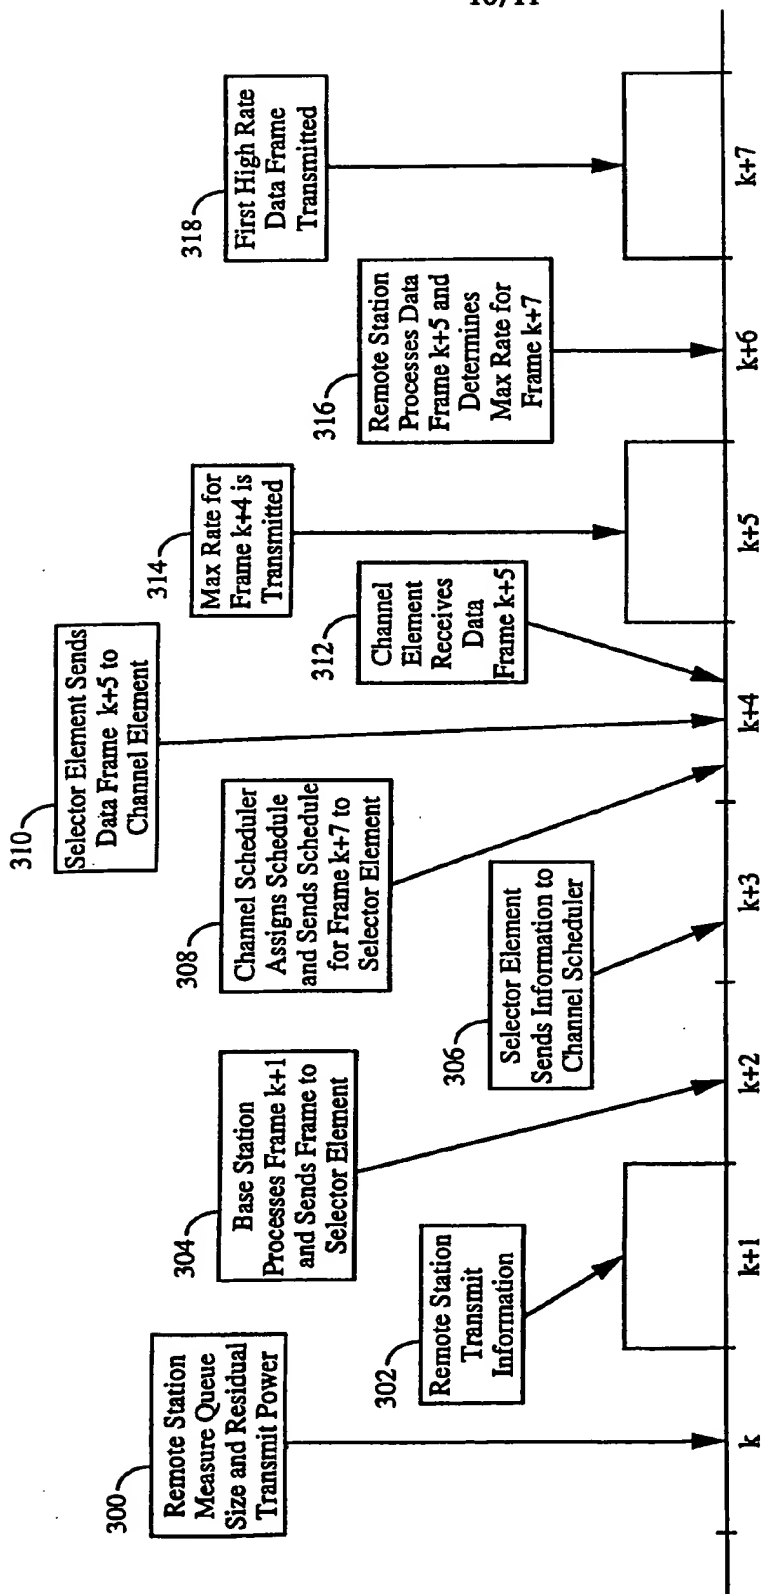 300
Remote Station
Measure Queue
Size and Residual
Transmit Power
302
Remote Station
Transmit
Information
304
Base Station
Processes Frame k+1
and Sends Frame to
Selector Element
306
Selector Element
Sends Information to
Channel Scheduler
308
Channel Scheduler
Assigns Schedule
and Sends Schedule
for Frame k+7 to
Selector Element
310
Selector Element Sends
Data Frame k+5 to
Channel Element
312
Channel
Element
Receives
Data
Frame k+5
314
Max Rate for
Frame k+4 is
Transmitted
316
Remote Station
Processes Data
Frame k+5 and
Determines
Max Rate for
Frame k+7
318
First High Rate
Data Frame
Transmitted
k
k+1
k+2
k+3
k+4
k+5
k+6
k+7